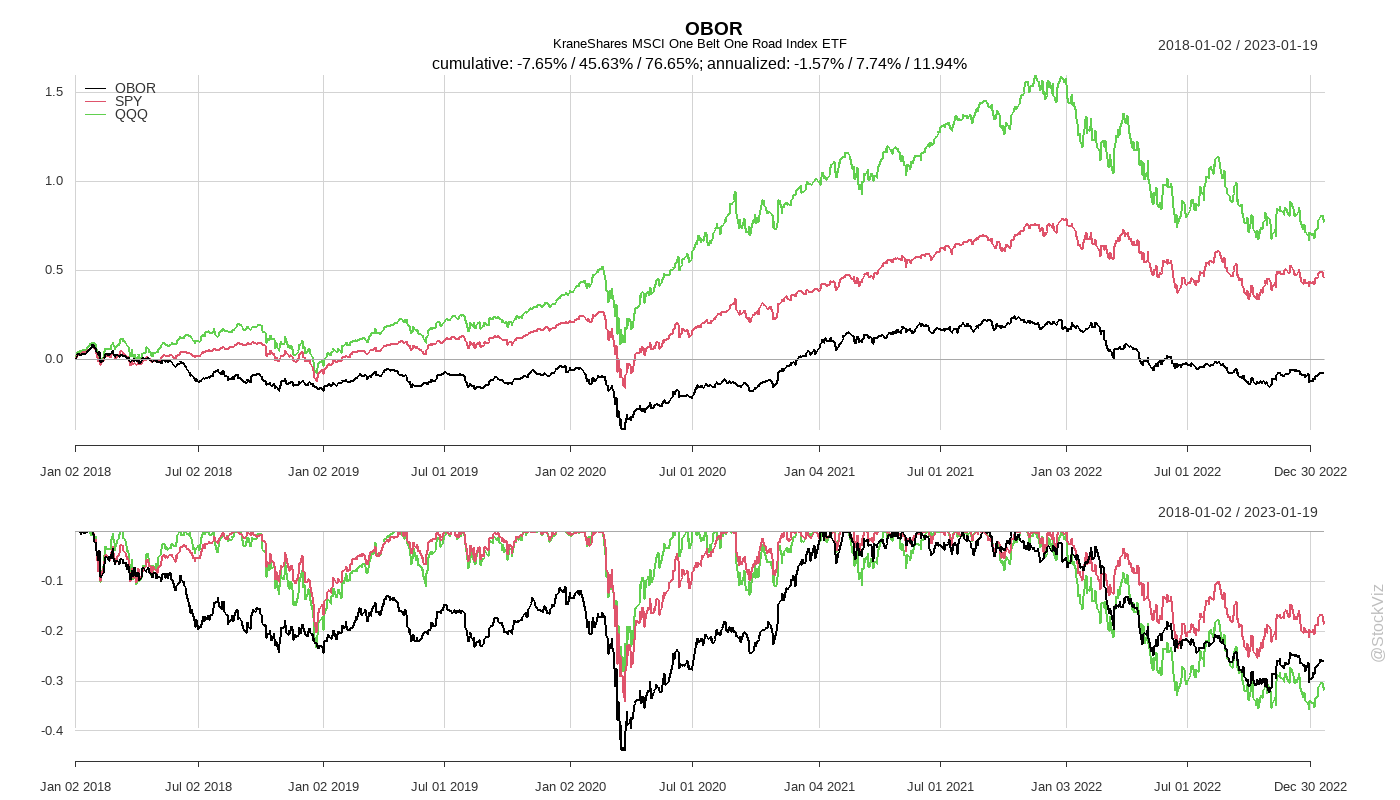 OBOR
KraneShares MSCI One Belt One Road Index ETF
2018-01-02 / 2023-01-19
cumulative: -7.65% / 45.63% / 76.65%; annualized: -1.57% / 7.74% / 11.94%
OBOR
SPY
QQQ
1.5
1.0
0.5
0.0
Jan 02 2018 Jul 02 2018 Jan 02 2019 Jul 01 2019 Jan 02 2020 Jul 01 2020 Jan 04 2021 Jul 01 2021 Jan 03 2022 Jul 01 2022 Dec 30 2022
2018-01-02 / 2023-01-19
-0.1
-0.2
-0.3
-0.4
Jan 02 2018 Jul 02 2018 Jan 02 2019 Jul 01 2019 Jan 02 2020 Jul 01 2020 Jan 04 2021 Jul 01 2021 Jan 03 2022 Jul 01 2022 Dec 30 2022
@StockViz